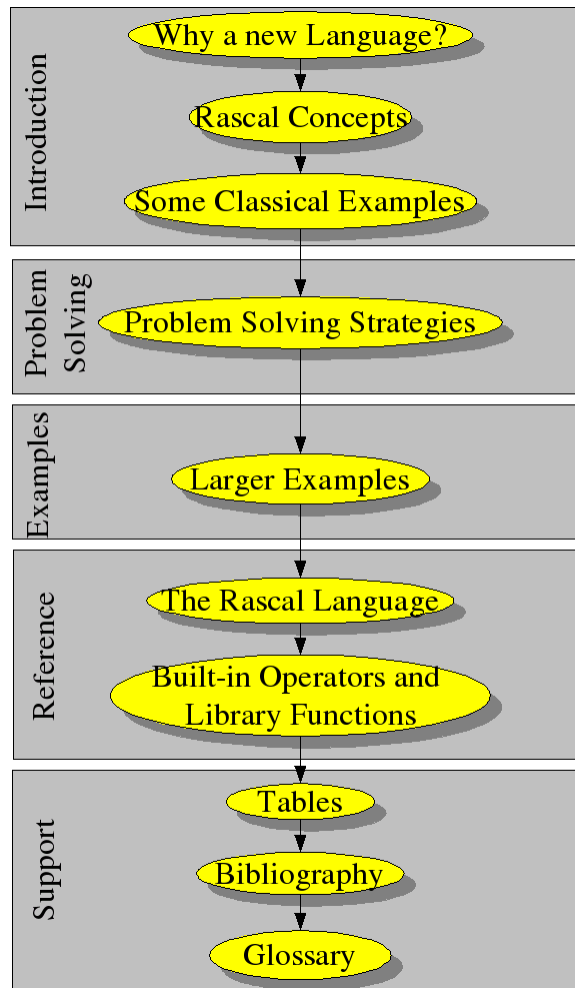 Introduction
Why a new Language?
Rascal Concepts
Some Classical Examples
Problem
Solving
Problem Solving Strategies
Examples
Larger Examples
Reference
The Rascal Language
Built-in Operators and
Library Functions
Support
Tables
Bibliography
Glossary